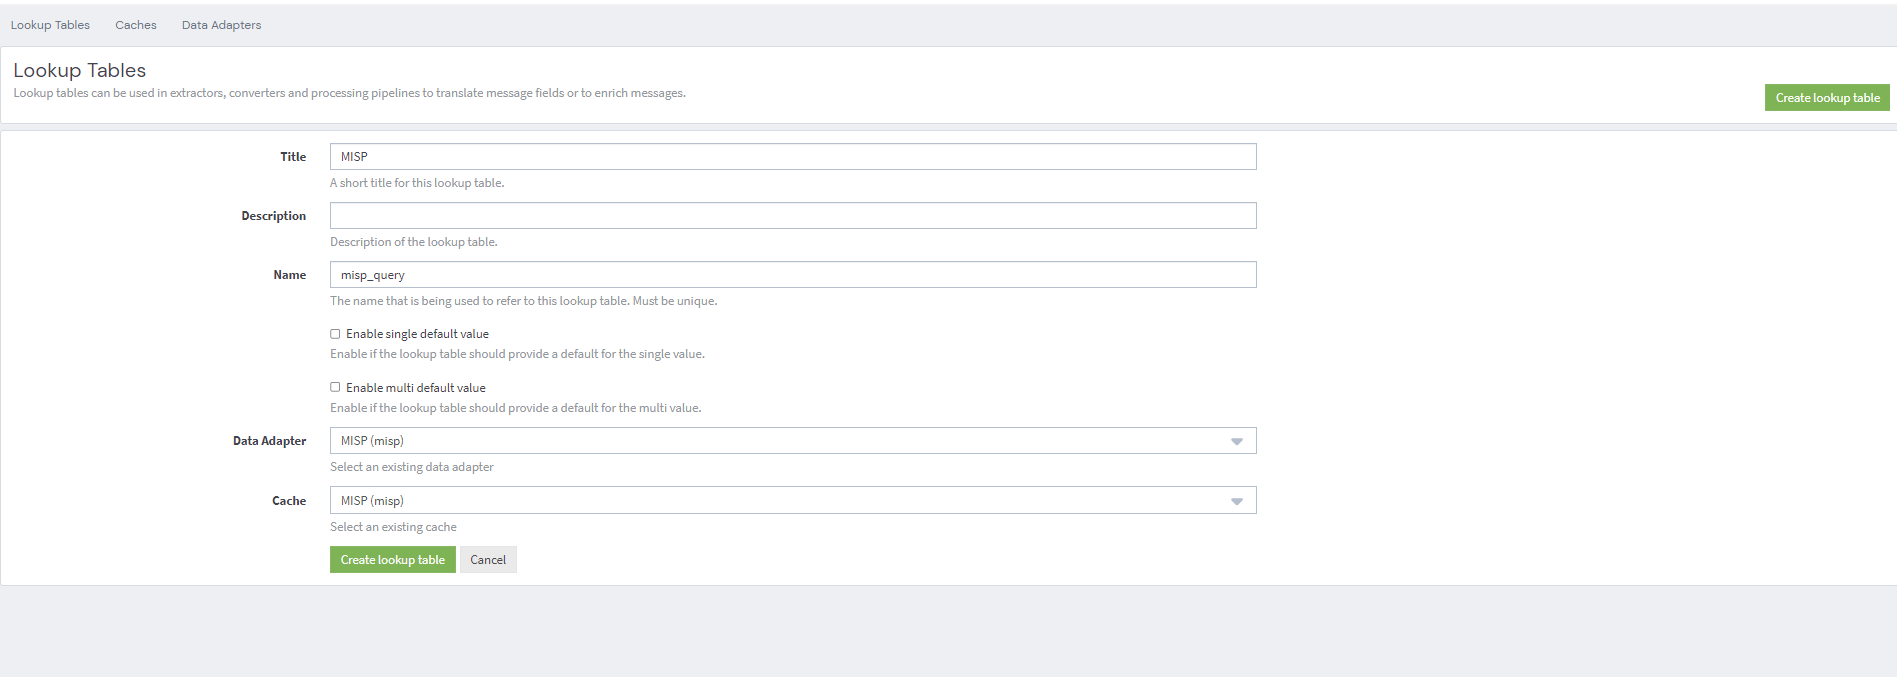 Lookup Tables Caches Data Adapters
Lookup Tables
Lookup tables can be used in extractors, converters and processing pipelines to translate message fields or to enrich messages.
Create lookup table
Title MISP
A short title for this lookup table.
Description
Description of the lookup table.
Name misp_query
The name that is being used to refer to this lookup table. Must be unique.
Enable single default value
Enable if the lookup table should provide a default for the single value.
Enable multi default value
Enable if the lookup table should provide a default for the multi value.
Data Adapter MISP (misp)
Select an existing data adapter
Cache MISP (misp)
Select an existing cache
Create lookup table Cancel